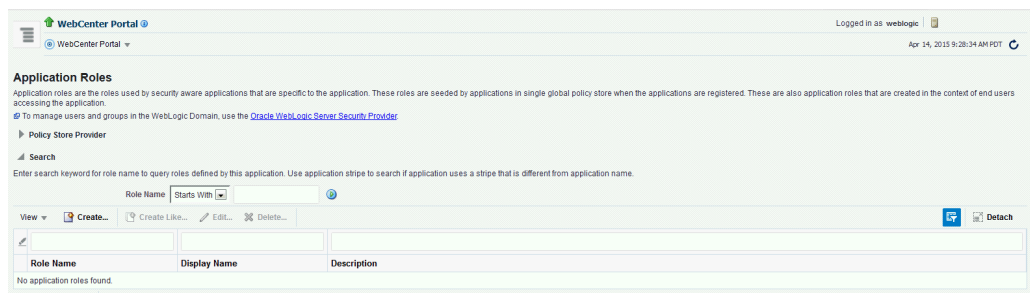 WebCenter Portal
Logged in as weblogic
WebCenter Portal
Apr 14, 2015 9:28:34 AM PDT
Application Roles
Application roles are the roles used by security aware applications that are specific to the application. These roles are seeded by applications in single global policy store when the applications are registered. These are also application roles that are created in the context of end users
accessing the application.
To manage users and groups in the WebLogic Domain, use the Oracle WebLogic Server Security Provider.
Policy Store Provider
Search
Enter search keyword for role name to query roles defined by this application. Use application stripe to search if application uses a stripe that is different from application name.
Role Name Starts With
View Create... Create Like... Edit... Delete... Detach
Role Name Display Name Description
No application roles found.